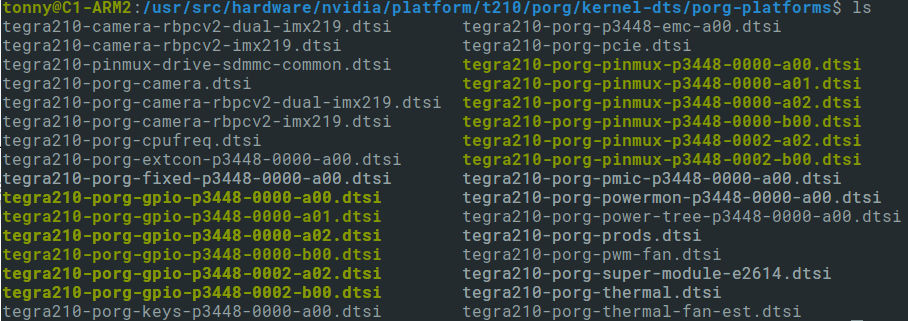 tonny@C1-ARM2:/usr/src/hardware/nvidia/platform/t210/porg/kernel-dts/porg-platforms$ ls
tegra210-camera-rbpcv2-dual-imx219.dtsi tegra210-porg-p3448-emc-a00.dtsi
tegra210-camera-rbpcv2-imx219.dtsi tegra210-porg-pcie.dtsi
tegra210-pinmux-drive-sdmmc-common.dtsi tegra210-porg-pinmux-p3448-0000-a00.dtsi
tegra210-porg-camera.dtsi tegra210-porg-pinmux-p3448-0000-a01.dtsi
tegra210-porg-camera-rbpcv2-dual-imx219.dtsi tegra210-porg-pinmux-p3448-0000-a02.dtsi
tegra210-porg-camera-rbpcv2-imx219.dtsi tegra210-porg-pinmux-p3448-0000-b00.dtsi
tegra210-porg-cpufreq.dtsi tegra210-porg-pinmux-p3448-0002-a02.dtsi
tegra210-porg-extcon-p3448-0000-a00.dtsi tegra210-porg-pinmux-p3448-0002-b00.dtsi
tegra210-porg-fixed-p3448-0000-a00.dtsi tegra210-porg-pmic-p3448-0000-a00.dtsi
tegra210-porg-gpio-p3448-0000-a00.dtsi tegra210-porg-powermon-p3448-0000-a00.dtsi
tegra210-porg-gpio-p3448-0000-a01.dtsi tegra210-porg-power-tree-p3448-0000-a00.dtsi
tegra210-porg-gpio-p3448-0000-a02.dtsi tegra210-porg-prods.dtsi
tegra210-porg-gpio-p3448-0000-b00.dtsi tegra210-porg-pwm-fan.dtsi
tegra210-porg-gpio-p3448-0002-a02.dtsi tegra210-porg-super-module-e2614.dtsi
tegra210-porg-gpio-p3448-0002-b00.dtsi tegra210-porg-thermal.dtsi
tegra210-porg-keys-p3448-0000-a00.dtsi tegra210-porg-thermal-fan-est.dtsi